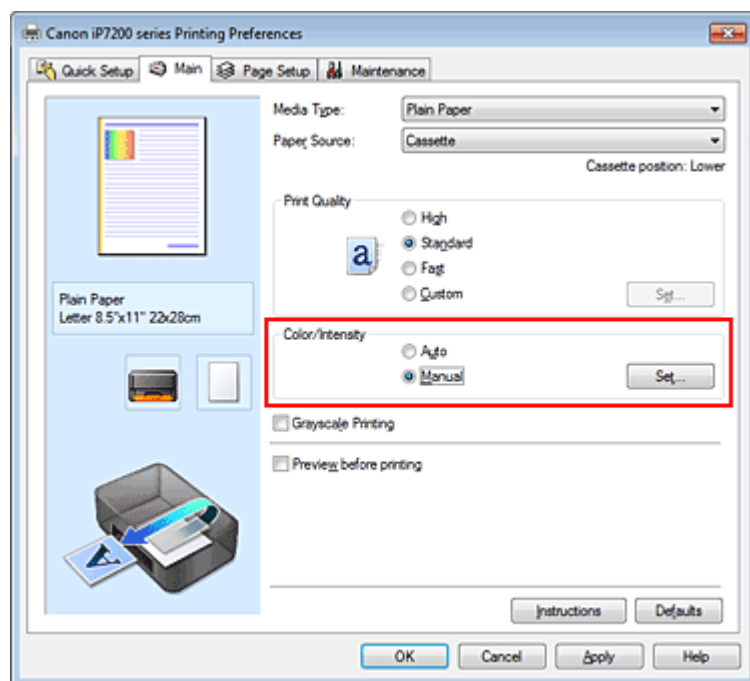 Canon iP7200 series Printing Preferences
Quick Setup
Main
Page Setup
Maintenance
Media Type:
Plain Paper
Paper Source:
Cassette
Cassette position: Lower
Print Quality
High
a
Standard
Fast
Custom
Set...
Plain Paper
Letter 8.5"x11" 22x28cm
Color/Intensity
Auto
Manual
Set...
Grayscale Printing
Preview before printing
A
Instructions
Defaults
OK
Cancel
Apply
Help